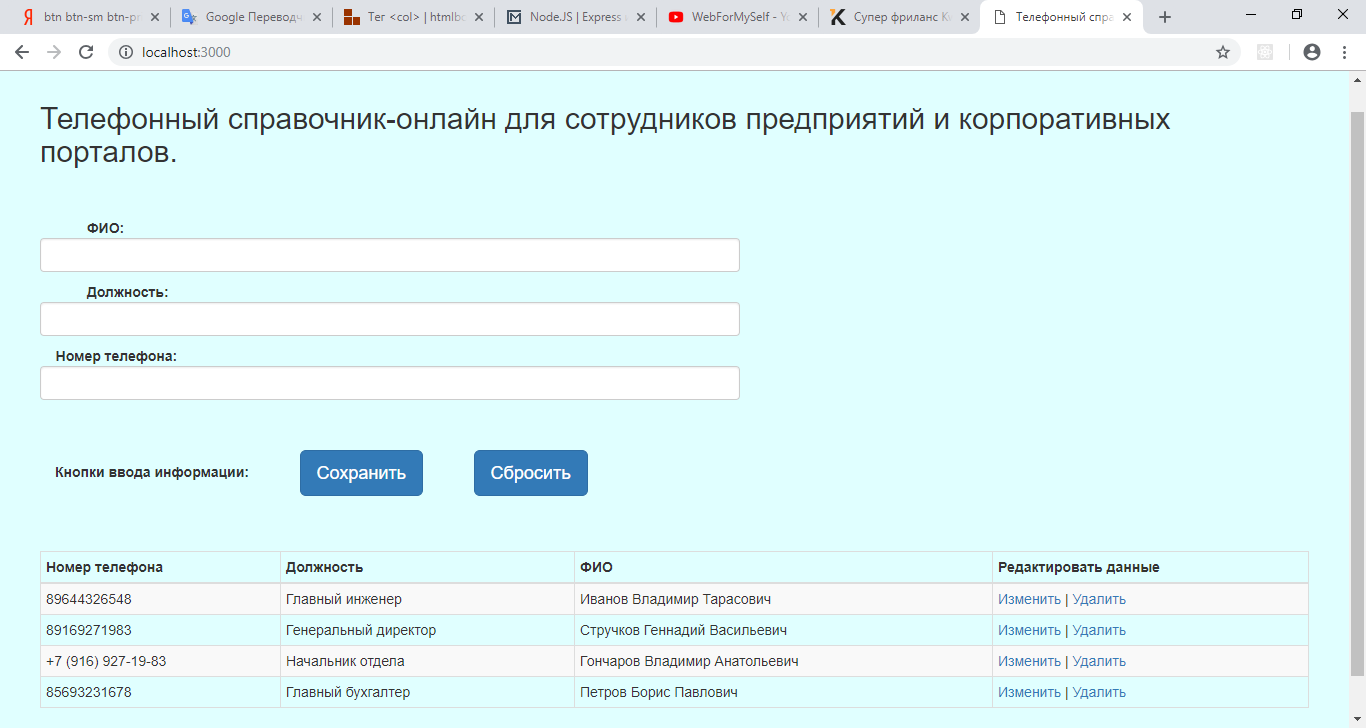 btn btn-sm btn-pr
Google Переводч
Тег <col> | htmlbo
Node.JS | Express
WebForMySelf - Yo
Супер фриланс К
Телефонный спра
localhost:3000
Телефонный справочник-онлайн для сотрудников предприятий и корпоративных
порталов.
ФИО:
Должность:
Номер телефона:
Кнопки ввода информации: Сохранить Сбросить
Номер телефона Должность ФИО Редактировать данные
89644326548 Главный инженер Иванов Владимир Тарасович Изменить | Удалить
89169271983 Генеральный директор Стручков Геннадий Васильевич Изменить | Удалить
+7 (916) 927-19-83 Начальник отдела Гончаров Владимир Анатольевич Изменить | Удалить
85693231678 Главный бухгалтер Петров Борис Павлович Изменить | Удалить